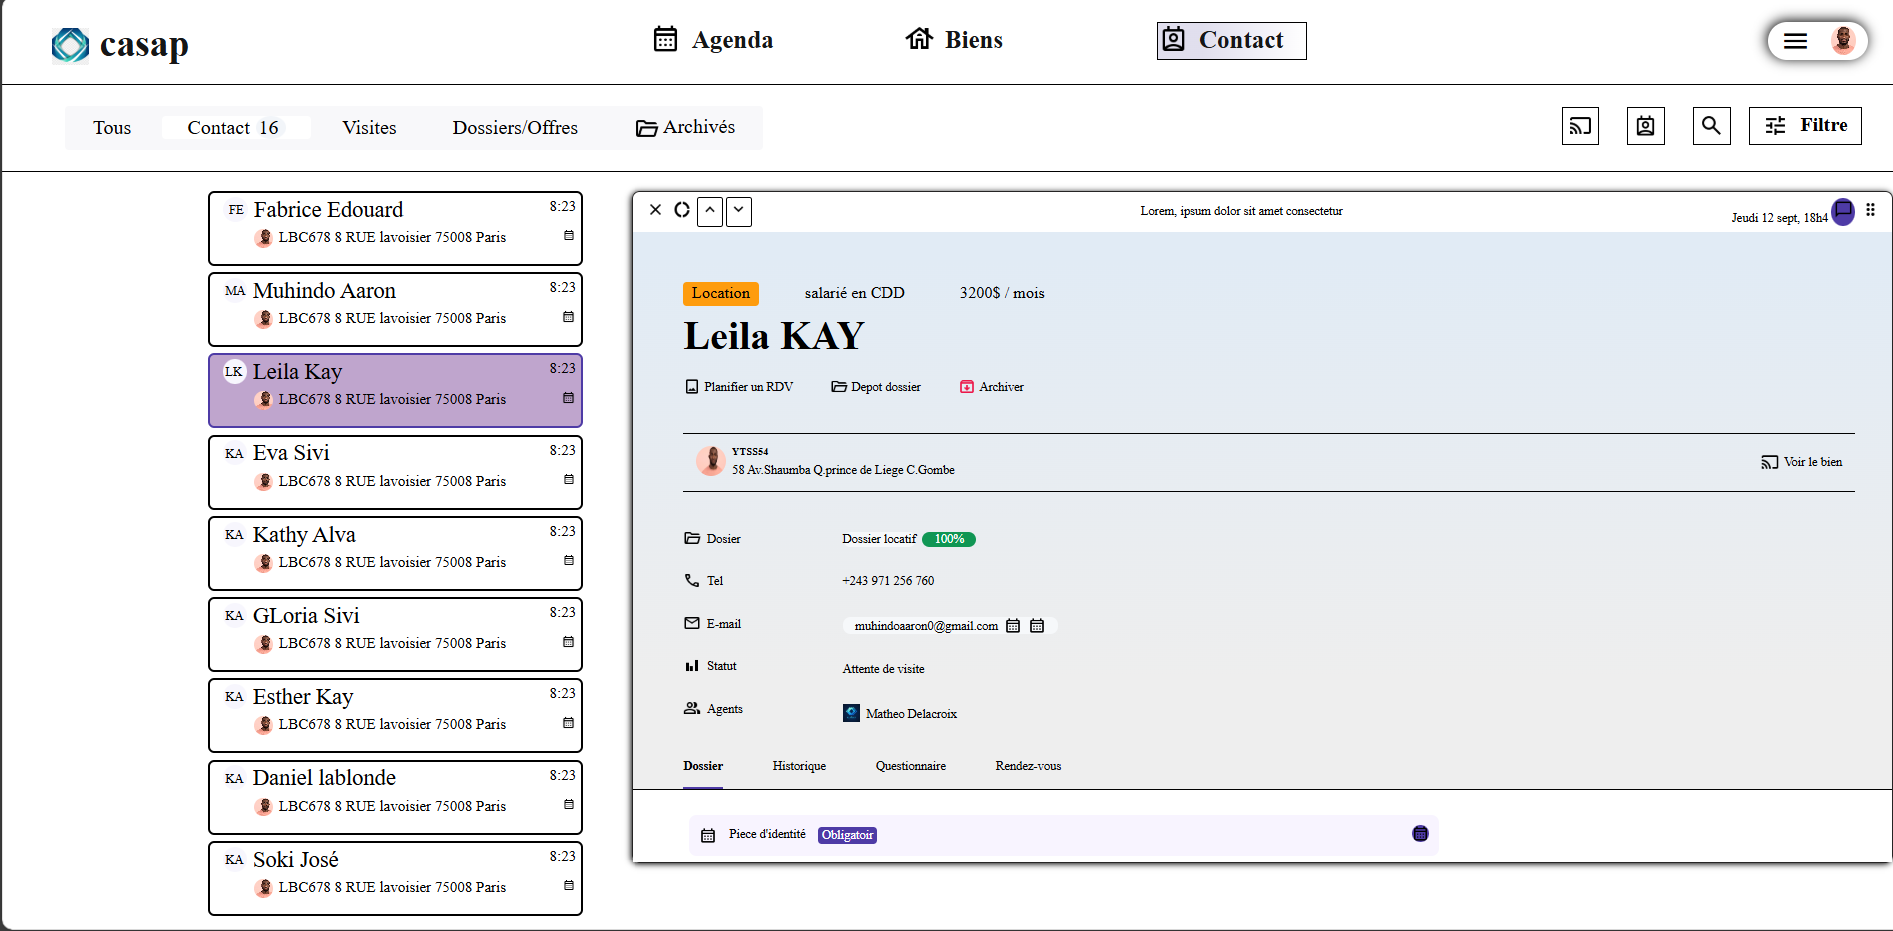 casap
Agenda
Biens
Contact
Tous
Contact 16
Visites
Dossiers/Offres
Archivés
Filtre
FE Fabrice Edouard 8:23
LBC678 8 RUE lavoisier 75008 Paris
MA Muhindo Aaron 8:23
LBC678 8 RUE lavoisier 75008 Paris
LK Leila Kay 8:23
LBC678 8 RUE lavoisier 75008 Paris
KA Eva Sivi 8:23
LBC678 8 RUE lavoisier 75008 Paris
KA Kathy Alva 8:23
LBC678 8 RUE lavoisier 75008 Paris
KA GLoria Sivi 8:23
LBC678 8 RUE lavoisier 75008 Paris
KA Esther Kay 8:23
LBC678 8 RUE lavoisier 75008 Paris
KA Daniel lablonde 8:23
LBC678 8 RUE lavoisier 75008 Paris
KA Soki José 8:23
LBC678 8 RUE lavoisier 75008 Paris
Lorem, ipsum dolor sit amet consectetur
Jeudi 12 sept, 18h4
Location salarié en CDD 3200$ / mois
Leila KAY
Planifier un RDV Depot dossier Archiver
YTSS54
58 Av.Shaumba Q.prince de Liege C.Gombe
Voir le bien
Dosier Dossier locatif 100%
Tel +243 971 256 760
E-mail muhindoaaron0@gmail.com
Statut Attente de visite
Agents Matheo Delacroix
Dossier Historique Questionnaire Rendez-vous
Piece d'identité Obligatoir